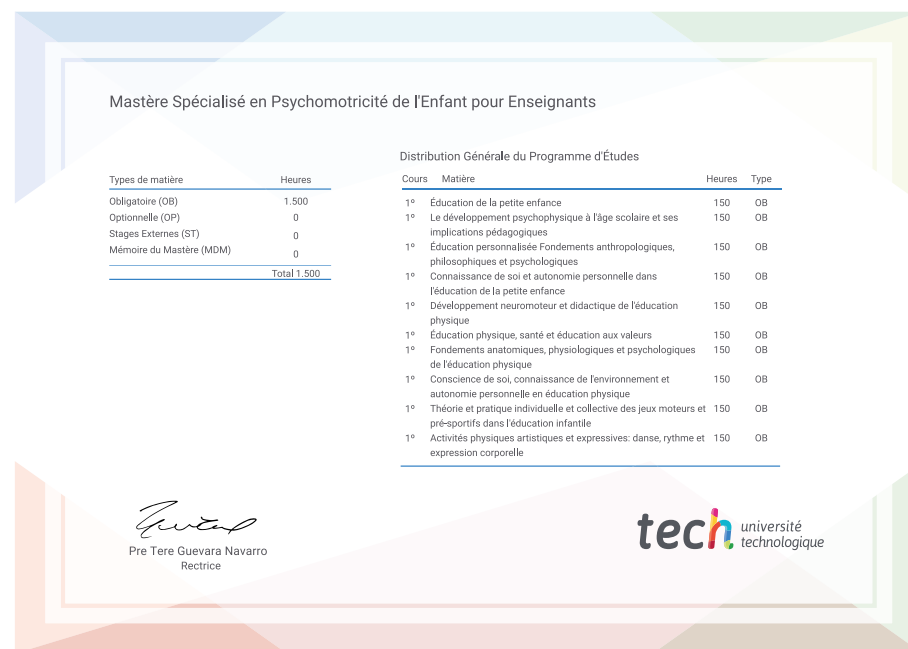 Mastère Spécialisé en Psychomotricité de l'Enfant pour Enseignants
Types de matière Heures
Obligatoire (OB) 1.500
Optionnelle (OP) 0
Stages Externes (ST) 0
Mémoire du Mastère (MDM) 0
Total 1.500
Distribution Générale du Programme d'Études
Cours Matière Heures Type
1º Éducation de la petite enfance 150 OB
1º Le développement psychophysique à l'âge scolaire et ses 150 OB
implications pédagogiques
1º Éducation personnalisée Fondements anthropologiques, 150 OB
philosophiques et psychologiques
1º Connaissance de soi et autonomie personnelle dans 150 OB
l'éducation de la petite enfance
1º Développement neuromoteur et didactique de l'éducation 150 OB
physique
1º Éducation physique, santé et éducation aux valeurs 150 OB
1º Fondements anatomiques, physiologiques et psychologiques 150 OB
de l'éducation physique
1º Conscience de soi, connaissance de l'environnement et 150 OB
autonomie personnelle en éducation physique
1º Théorie et pratique individuelle et collective des jeux moteurs et 150 OB
pré-sportifs dans l'éducation infantile
1º Activités physiques artistiques et expressives: danse, rythme et 150 OB
expression corporelle
Pre Tere Guevara Navarro
Rectrice
tech université
technologique